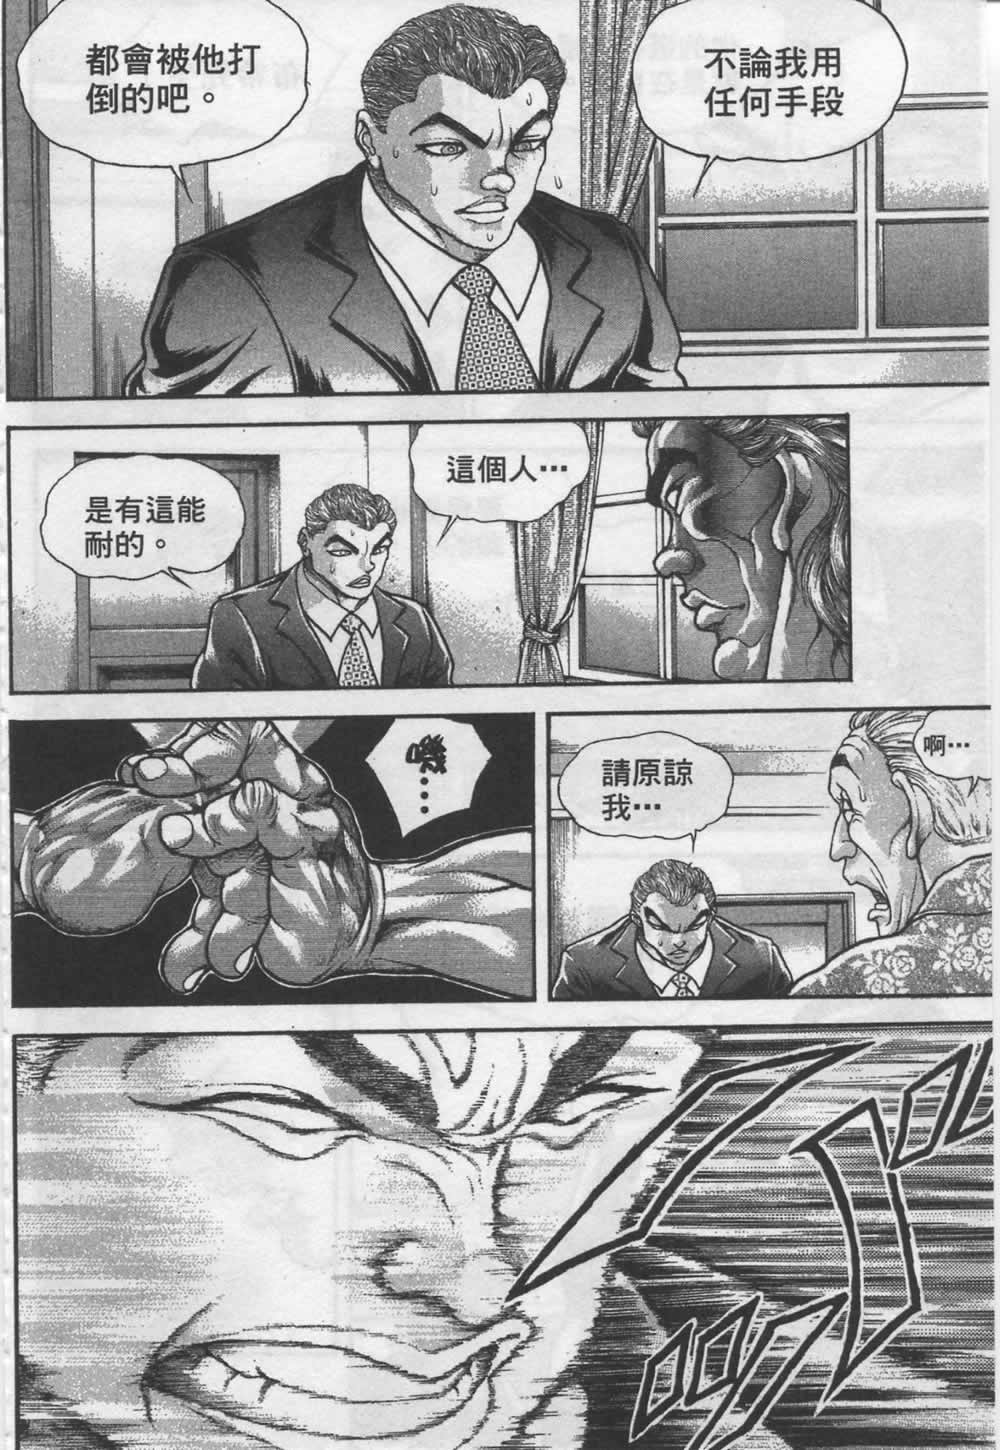 不論我用
任何手段
都會被他打
倒的吧。
這個人…
是有這能
耐的。
啊…
請原諒
我…
嘰…